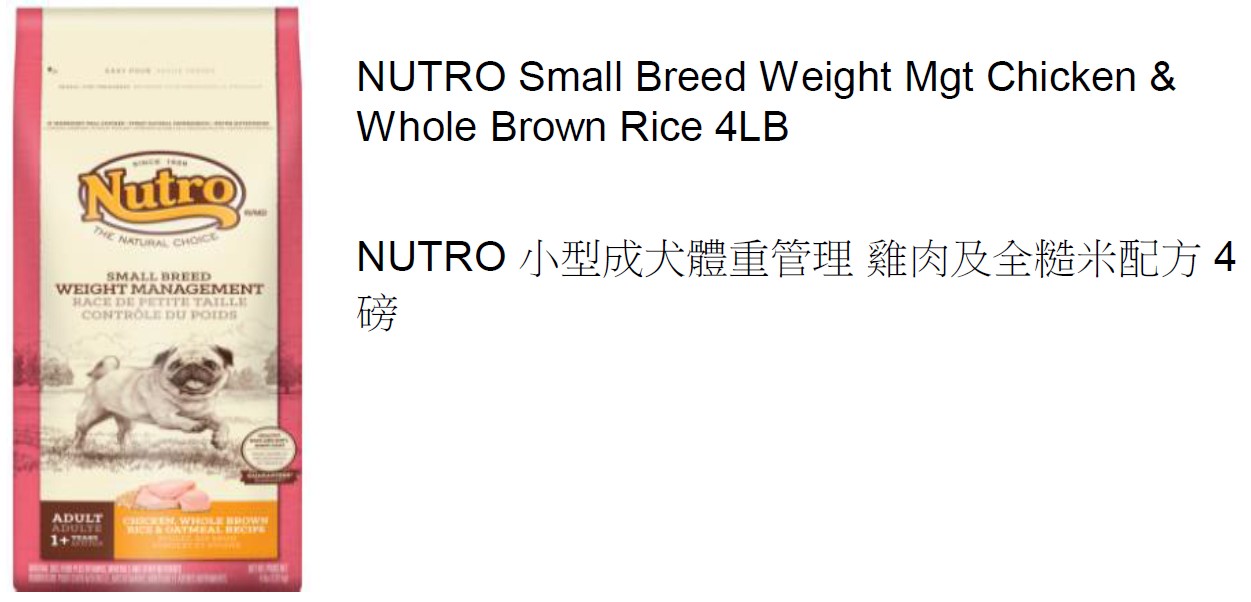 NUTRO Small Breed Weight Mgt Chicken &
Whole Brown Rice 4LB
NUTRO 小型成犬體重管理 雞肉及全糙米配方 4
磅
SINCE 1926
Nutro
THE NATURAL CHOICE
SMALL BREED
WEIGHT MANAGEMENT
RACE DE PETITE TAILLE
CONTRÔLE DU POIDS
ADULT
ADULTE
1+ YEARS
CHICKEN, WHOLE BROWN
RICE & OATMEAL RECIPE